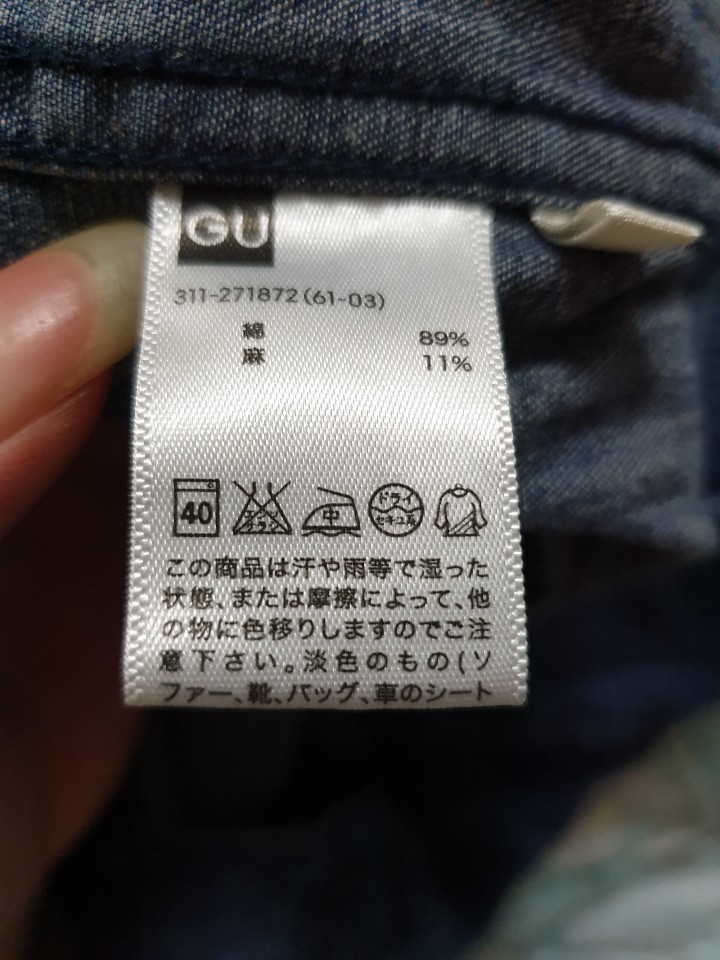 GU
311-271872(61-03)
綿 89%
麻 11%
40
エンソサラシ
中
ドライ
セキユ系
この商品は汗や雨等で湿った
状態、または摩擦によって、他
の物に色移りしますのでご注
意下さい。淡色のもの(ソ
ファー、靴、バッグ、車のシート